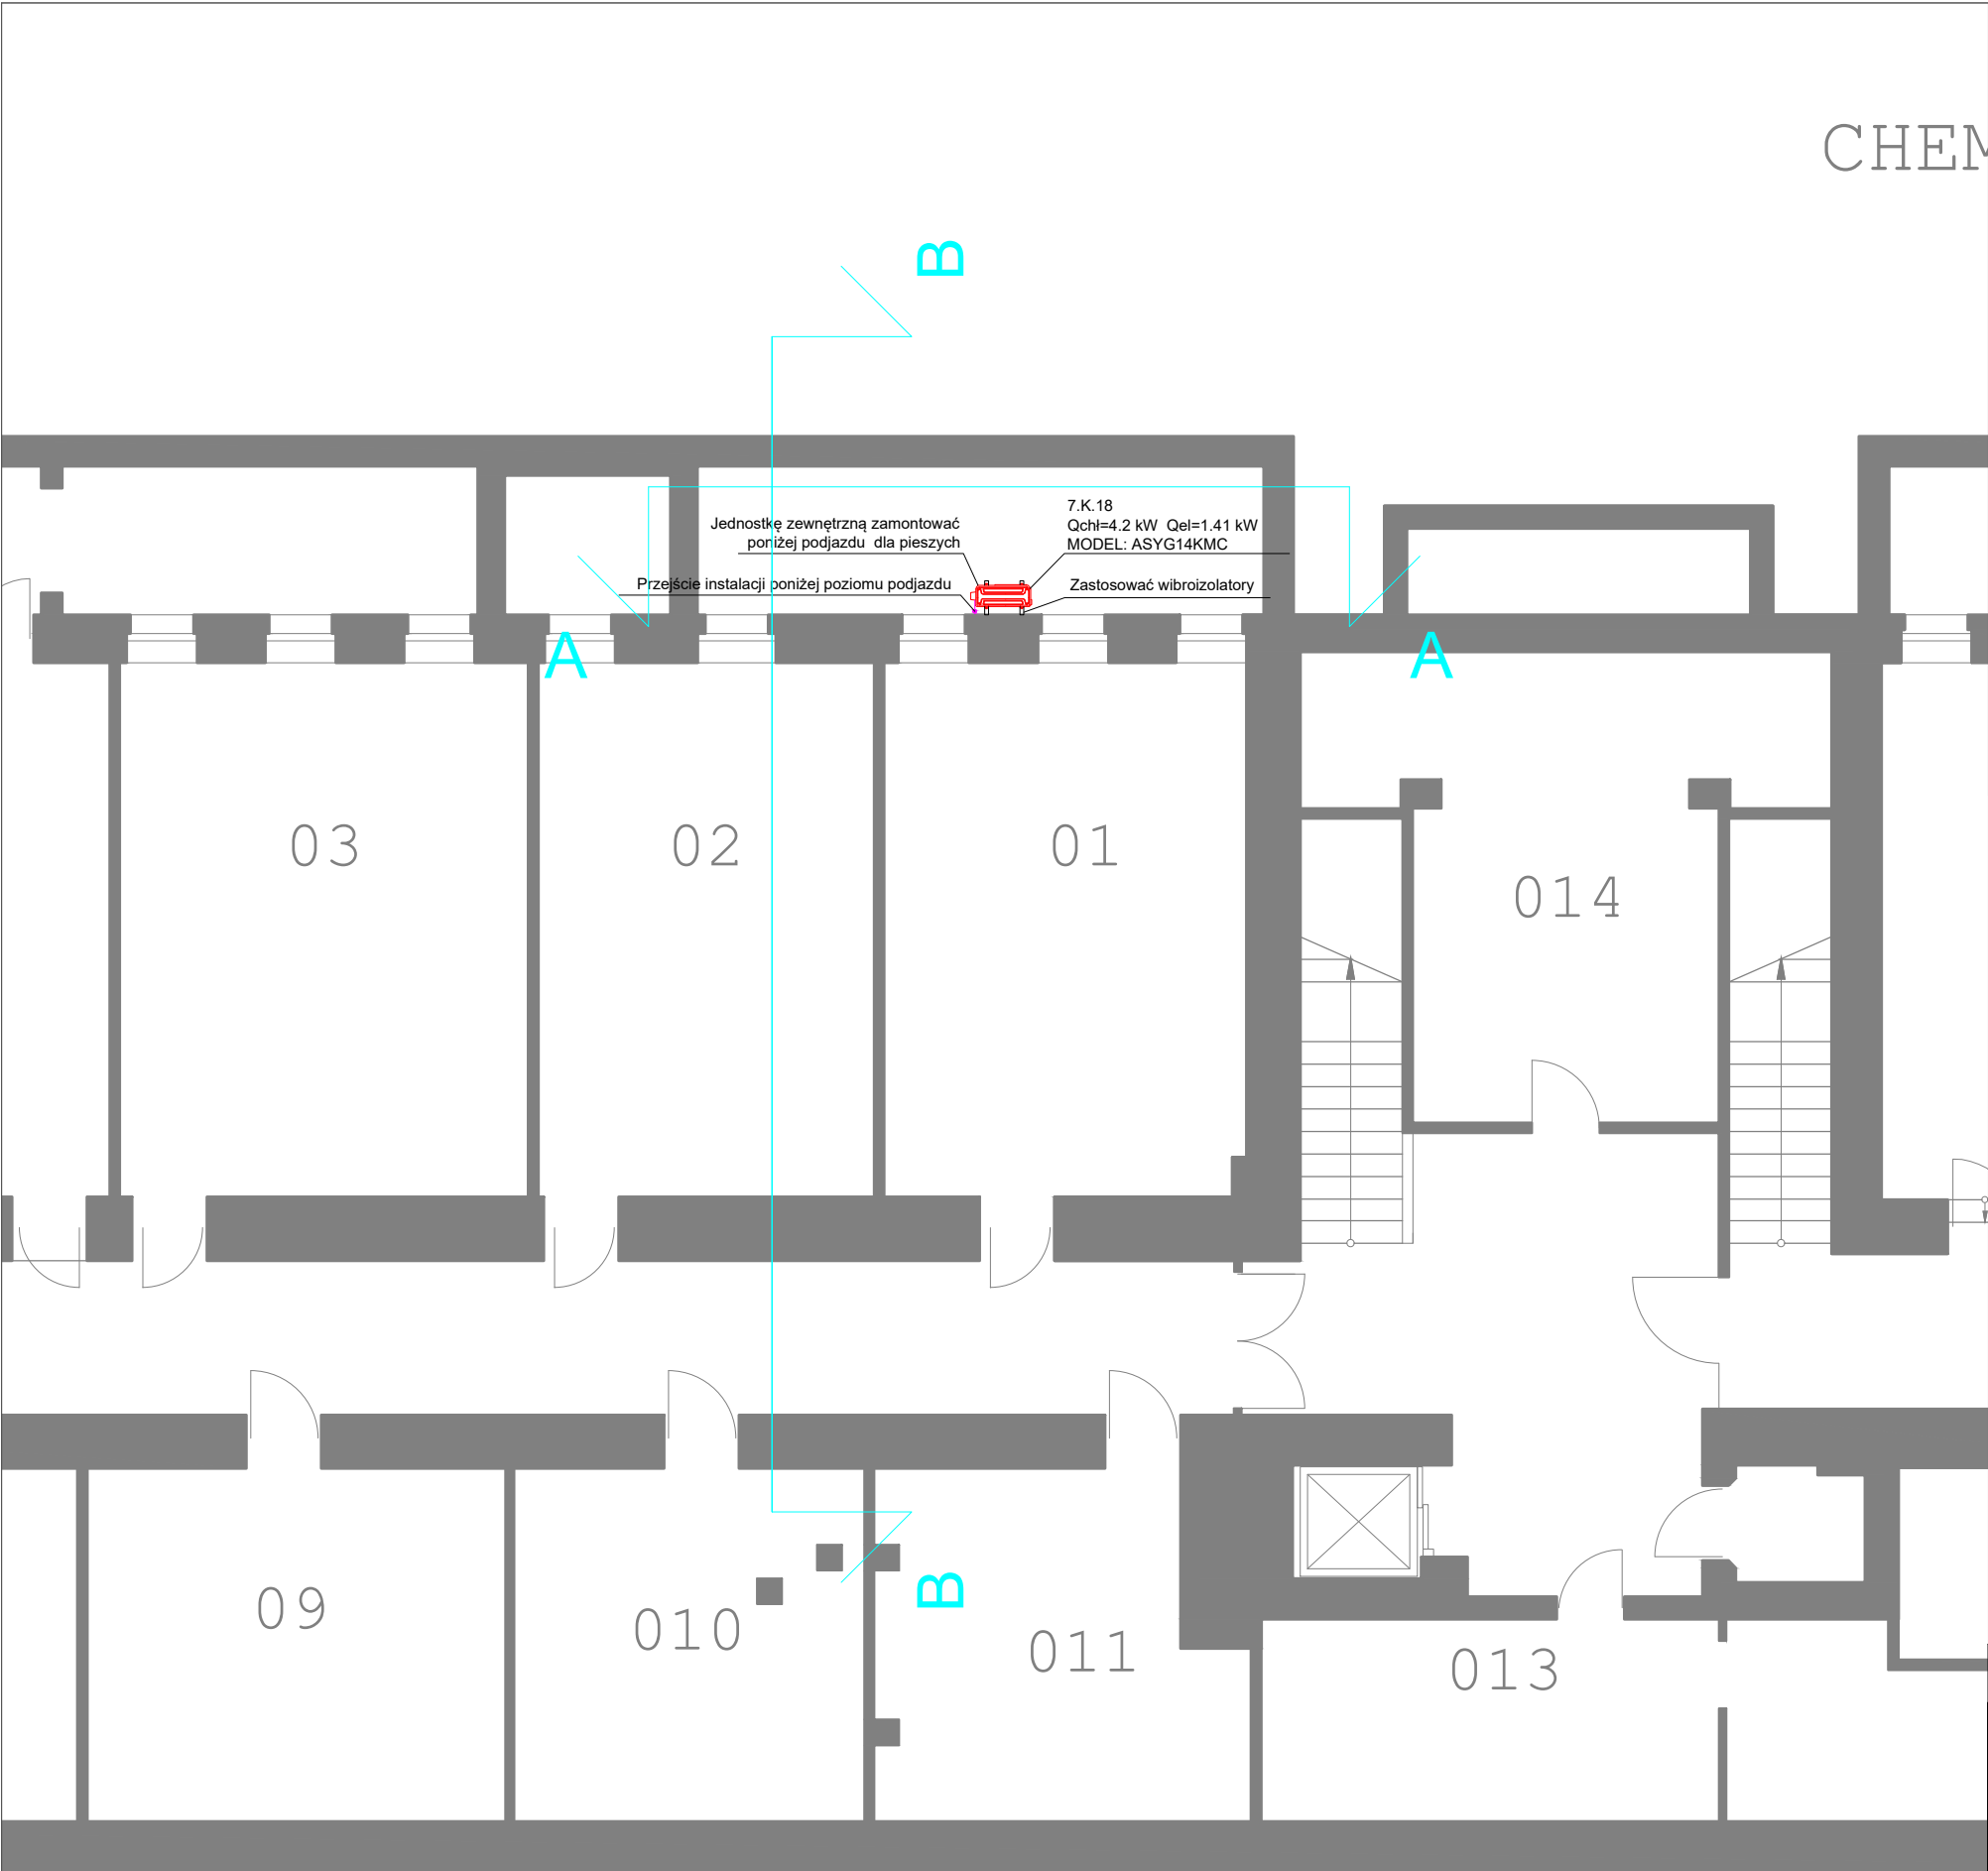 CHEM
B
Jednostkę zewnętrzną zamontować
poniżej podjazdu dla pieszych
Przejście instalacji poniżej poziomu podjazdu
7.K.18
Qchł=4.2 kW Qel=1.41 kW
MODEL: ASYG14KMC
Zastosować wibroizolatory
A
A
03
02
01
014
B
09
010
011
013